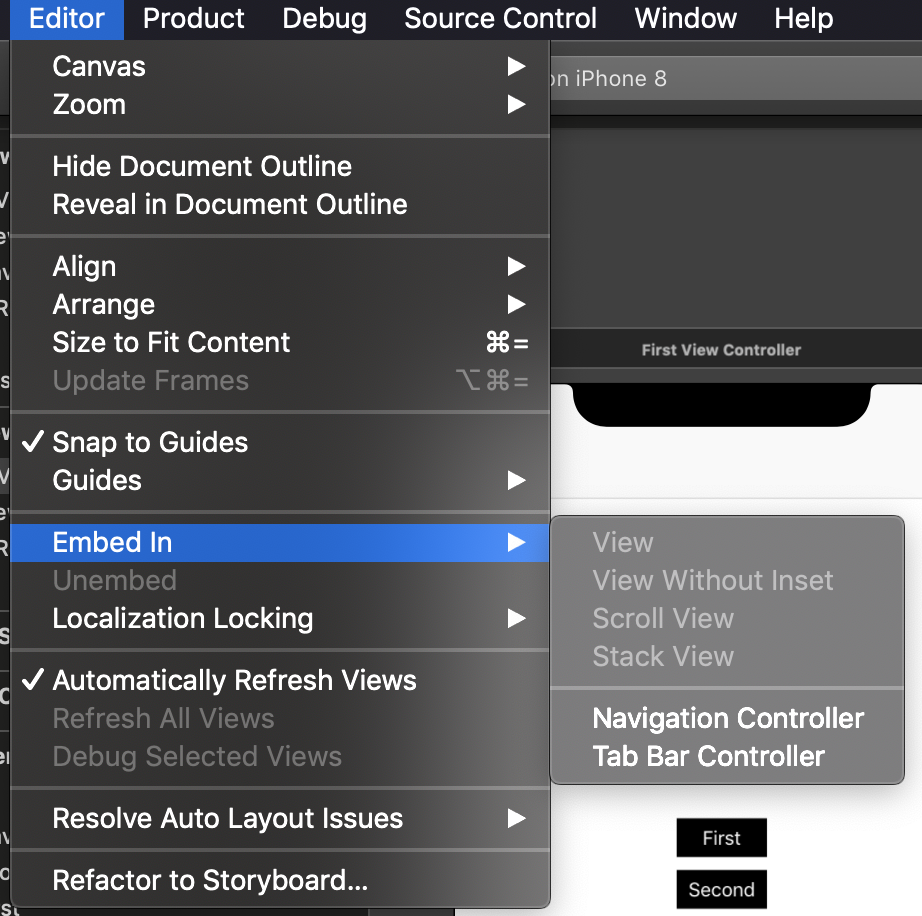 Editor Product Debug Source Control Window Help
Canvas
Zoom
on iPhone 8
Hide Document Outline
Reveal in Document Outline
Align
Arrange
Size to Fit Content ⌘=
Update Frames ⌥⌘=
First View Controller
✓ Snap to Guides
Guides
Embed In
Unembed
Localization Locking
View
View Without Inset
Scroll View
Stack View
Navigation Controller
Tab Bar Controller
✓ Automatically Refresh Views
Refresh All Views
Debug Selected Views
Resolve Auto Layout Issues
Refactor to Storyboard...
First
Second